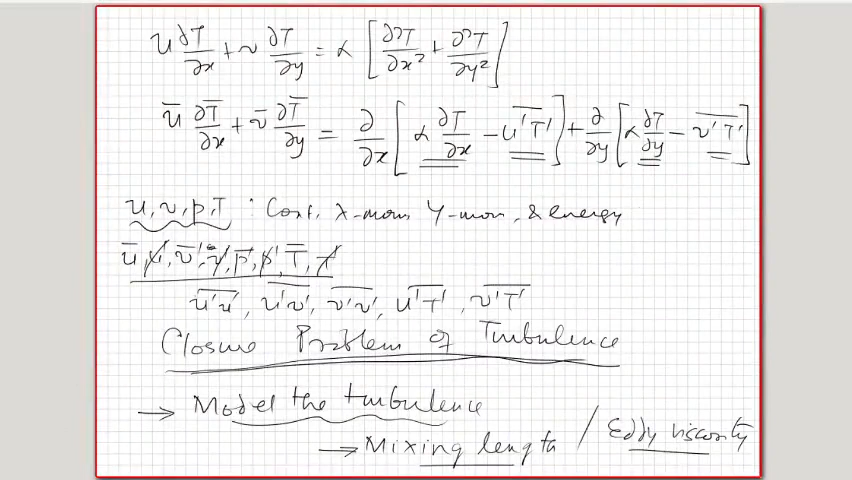 u ∂T/∂x + v ∂T/∂y = α [∂²T/∂x² + ∂²T/∂y²]
ū ∂T̄/∂x + v̄ ∂T̄/∂y = ∂/∂x [α ∂T/∂x − \overline{u'T'}] + ∂/∂y [α ∂T/∂y − \overline{v'T'}]
u, v, p, T : Cont, X-mom, Y-mom, & energy
ū, u', v̄, v', p̄, p', T̄, T'
\overline{u'u'}, \overline{u'v'}, \overline{v'v'}, \overline{u'T'}, \overline{v'T'}
Closure Problem of Turbulence
→ Model the turbulence
→ Mixing length / Eddy viscosity